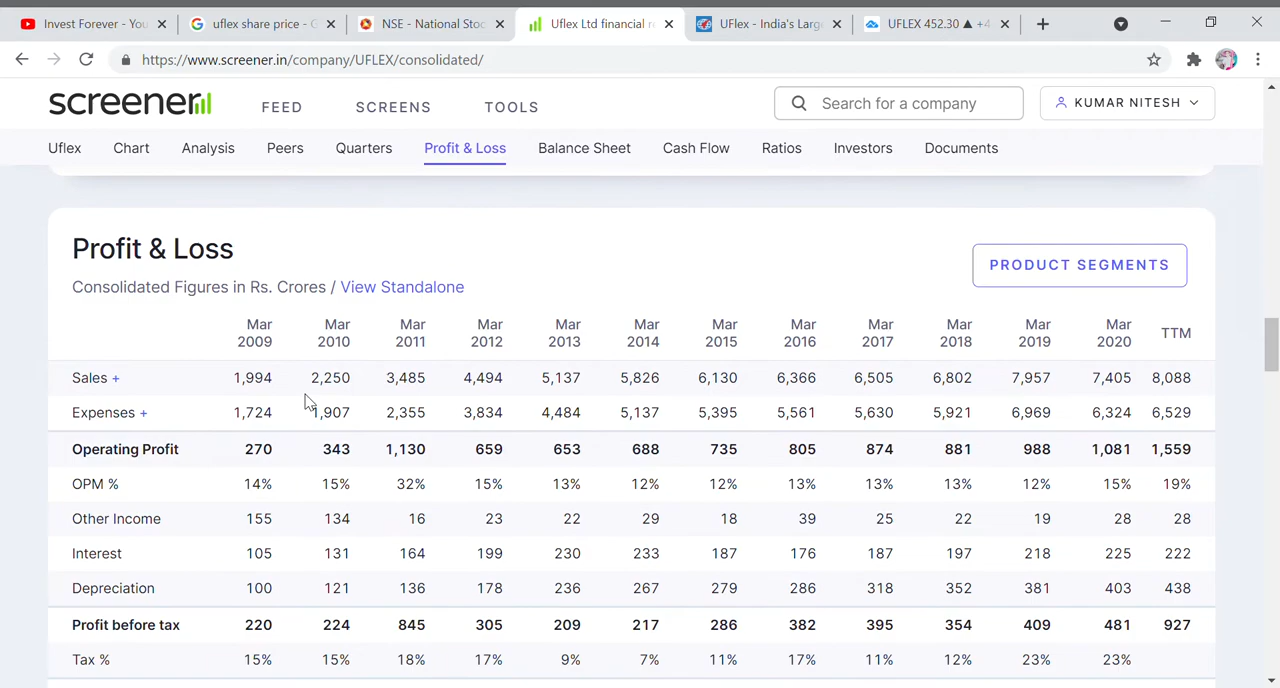 Invest Forever - You
uflex share price - G
NSE - National Stoc
Uflex Ltd financial r
UFlex - India's Larg
UFLEX 452.30 ▲ +4
https://www.screener.in/company/UFLEX/consolidated/
screener
FEED
SCREENS
TOOLS
Search for a company
KUMAR NITESH
Uflex
Chart
Analysis
Peers
Quarters
Profit & Loss
Balance Sheet
Cash Flow
Ratios
Investors
Documents
Profit & Loss
PRODUCT SEGMENTS
Consolidated Figures in Rs. Crores / View Standalone
Mar 2009 Mar 2010 Mar 2011 Mar 2012 Mar 2013 Mar 2014 Mar 2015 Mar 2016 Mar 2017 Mar 2018 Mar 2019 Mar 2020 TTM
Sales + 1,994 2,250 3,485 4,494 5,137 5,826 6,130 6,366 6,505 6,802 7,957 7,405 8,088
Expenses + 1,724 1,907 2,355 3,834 4,484 5,137 5,395 5,561 5,630 5,921 6,969 6,324 6,529
Operating Profit 270 343 1,130 659 653 688 735 805 874 881 988 1,081 1,559
OPM % 14% 15% 32% 15% 13% 12% 12% 13% 13% 13% 12% 15% 19%
Other Income 155 134 16 23 22 29 18 39 25 22 19 28 28
Interest 105 131 164 199 230 233 187 176 187 197 218 225 222
Depreciation 100 121 136 178 236 267 279 286 318 352 381 403 438
Profit before tax 220 224 845 305 209 217 286 382 395 354 409 481 927
Tax % 15% 15% 18% 17% 9% 7% 11% 17% 11% 12% 23% 23%